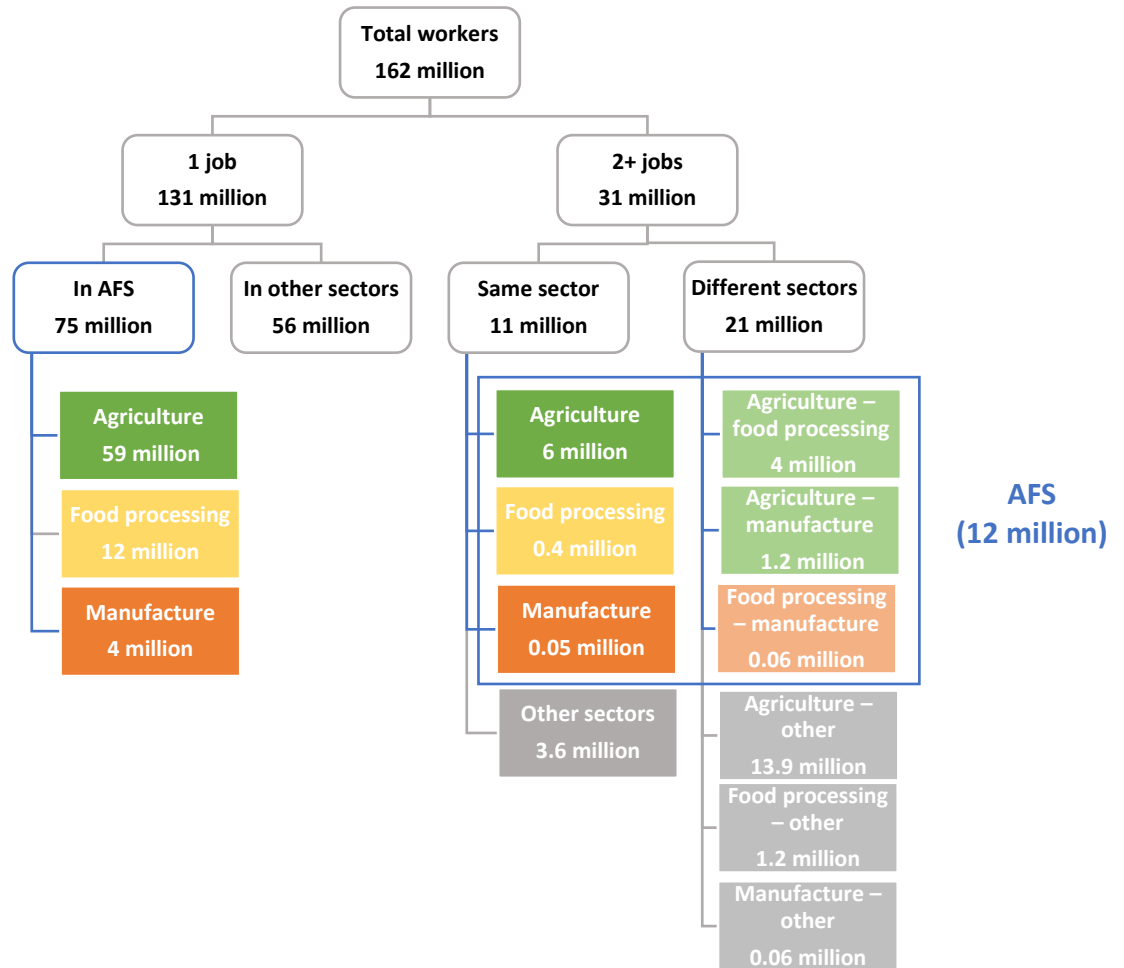 Total workers
162 million
1 job
131 million
2+ jobs
31 million
In AFS
75 million
In other sectors
56 million
Same sector
11 million
Different sectors
21 million
Agriculture
59 million
Food processing
12 million
Manufacture
4 million
Agriculture
6 million
Food processing
0.4 million
Manufacture
0.05 million
Other sectors
3.6 million
Agriculture –
food processing
4 million
Agriculture –
manufacture
1.2 million
Food processing
– manufacture
0.06 million
Agriculture –
other
13.9 million
Food processing
– other
1.2 million
Manufacture –
other
0.06 million
AFS
(12 million)